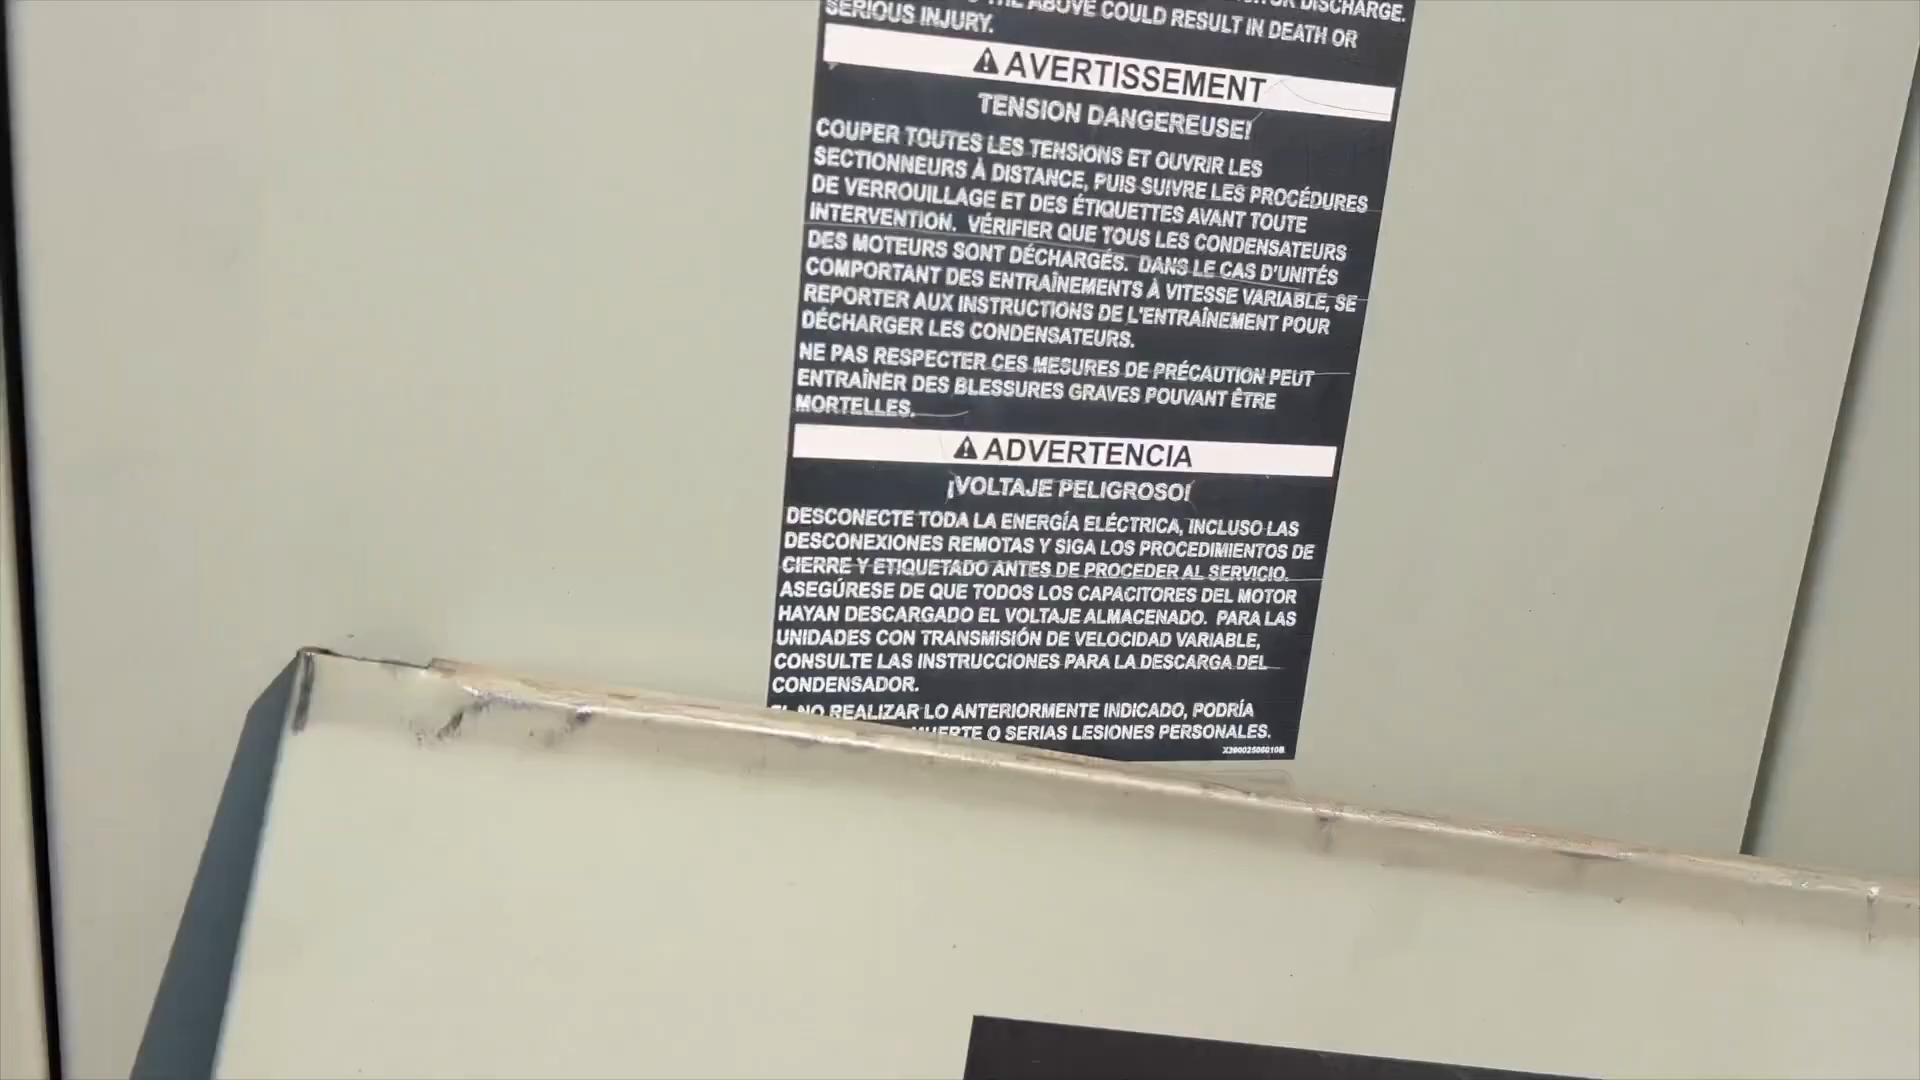 OR DISCHARGE.
THE ABOVE COULD RESULT IN DEATH OR
SERIOUS INJURY.
AVERTISSEMENT
TENSION DANGEREUSE!
COUPER TOUTES LES TENSIONS ET OUVRIR LES
SECTIONNEURS À DISTANCE, PUIS SUIVRE LES PROCÉDURES
DE VERROUILLAGE ET DES ÉTIQUETTES AVANT TOUTE
INTERVENTION. VÉRIFIER QUE TOUS LES CONDENSATEURS
DES MOTEURS SONT DÉCHARGÉS. DANS LE CAS D'UNITÉS
COMPORTANT DES ENTRAÎNEMENTS À VITESSE VARIABLE, SE
REPORTER AUX INSTRUCTIONS DE L'ENTRAÎNEMENT POUR
DÉCHARGER LES CONDENSATEURS.
NE PAS RESPECTER CES MESURES DE PRÉCAUTION PEUT
ENTRAÎNER DES BLESSURES GRAVES POUVANT ÊTRE
MORTELLES.
ADVERTENCIA
¡VOLTAJE PELIGROSO!
DESCONECTE TODA LA ENERGÍA ELÉCTRICA, INCLUSO LAS
DESCONEXIONES REMOTAS Y SIGA LOS PROCEDIMIENTOS DE
CIERRE Y ETIQUETADO ANTES DE PROCEDER AL SERVICIO.
ASEGÚRESE DE QUE TODOS LOS CAPACITORES DEL MOTOR
HAYAN DESCARGADO EL VOLTAJE ALMACENADO. PARA LAS
UNIDADES CON TRANSMISIÓN DE VELOCIDAD VARIABLE,
CONSULTE LAS INSTRUCCIONES PARA LA DESCARGA DEL
CONDENSADOR.
EL NO REALIZAR LO ANTERIORMENTE INDICADO, PODRÍA
MUERTE O SERIAS LESIONES PERSONALES.